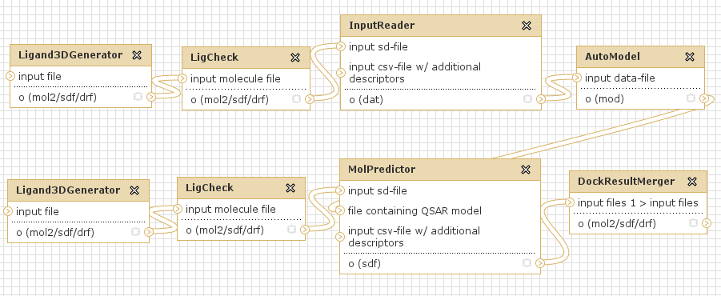 Ligand3DGenerator
input file
o (mol2/sdf/drf)
LigCheck
input molecule file
o (mol2/sdf/drf)
InputReader
input sd-file
input csv-file w/ additional
descriptors
o (dat)
AutoModel
input data-file
o (mod)
Ligand3DGenerator
input file
o (mol2/sdf/drf)
LigCheck
input molecule file
o (mol2/sdf/drf)
MolPredictor
input sd-file
file containing QSAR model
input csv-file w/ additional
descriptors
o (sdf)
DockResultMerger
input files 1 > input files
o (mol2/sdf/drf)